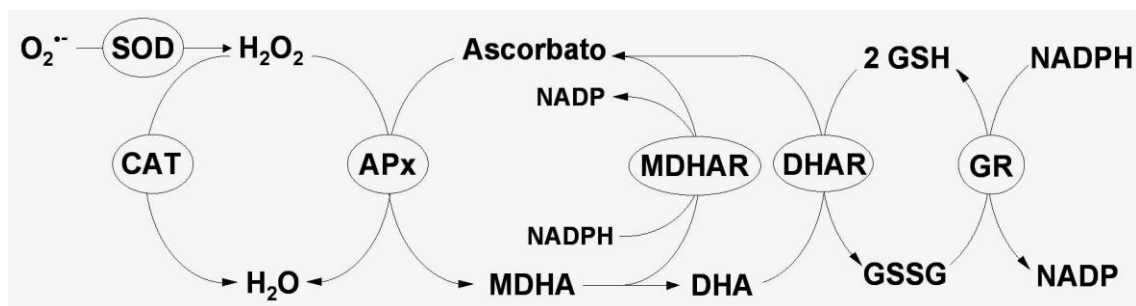 O₂•- SOD H₂O₂ Ascorbato 2 GSH NADPH
NADP
CAT APx MDHAR DHAR GR
NADPH
H₂O MDHA DHA GSSG NADP